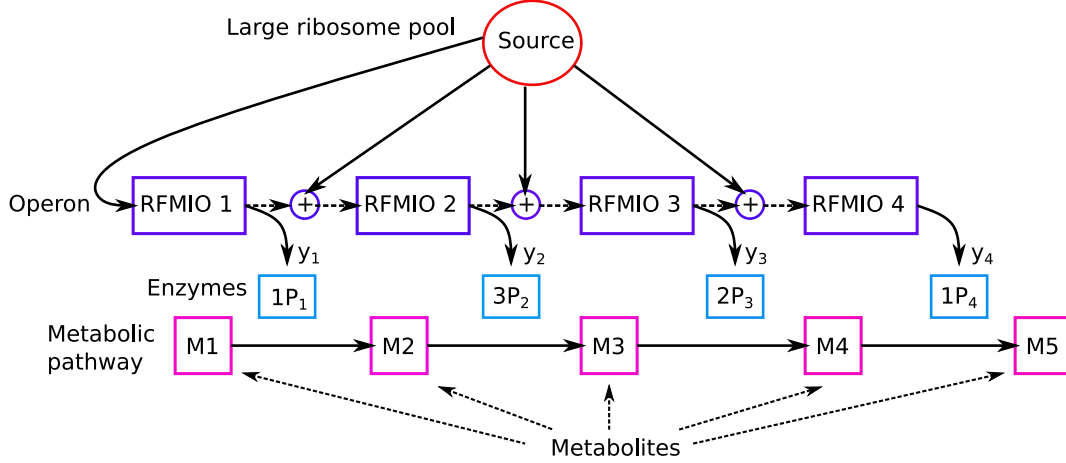 Large ribosome pool
Source
Operon
RFMIO 1
+
RFMIO 2
+
RFMIO 3
+
RFMIO 4
y₁
y₂
y₃
y₄
Enzymes
1P₁
3P₂
2P₃
1P₄
Metabolic
pathway
M1
M2
M3
M4
M5
Metabolites